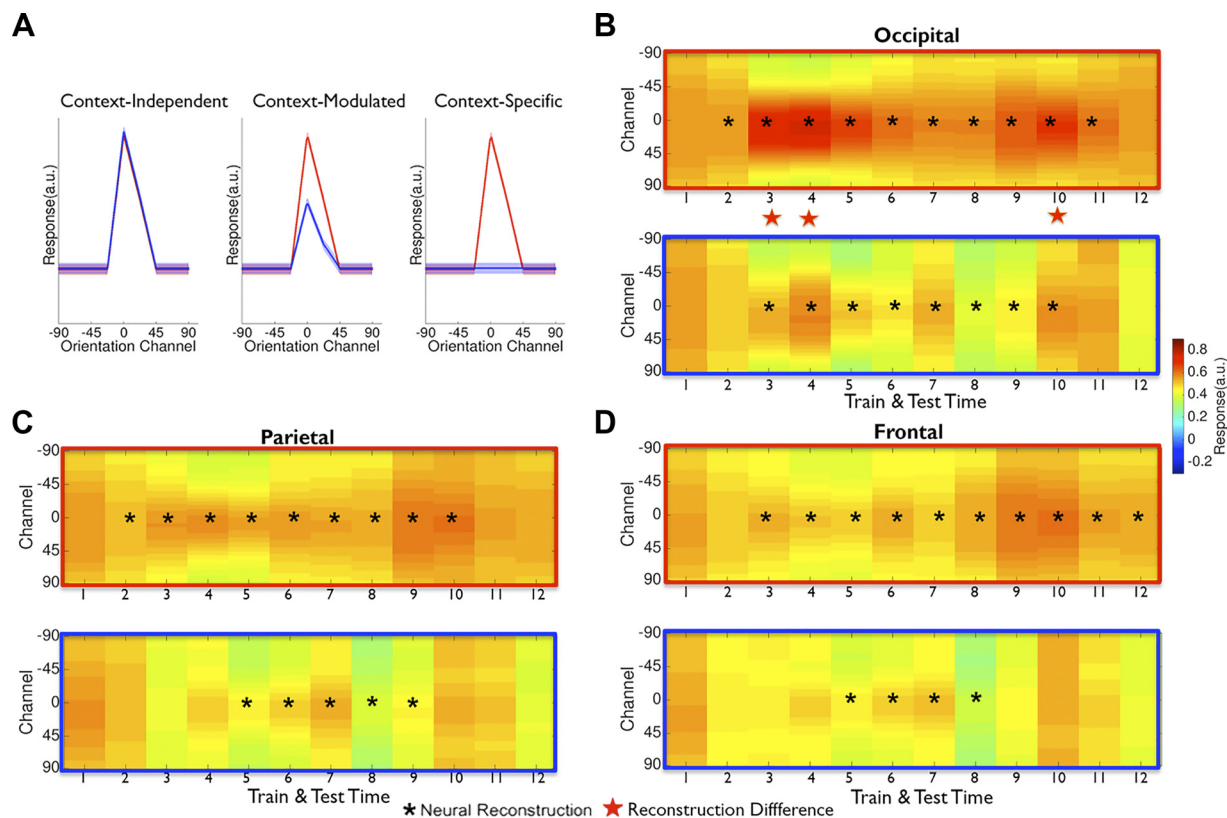 A
Context-Independent
Context-Modulated
Context-Specific
Response(a.u.)
Response(a.u.)
Response(a.u.)
-90 -45 0 45 90
-90 -45 0 45 90
-90 -45 0 45 90
Orientation Channel
Orientation Channel
Orientation Channel
B
Occipital
Channel
-90
-45
0
45
90
* * * * * * * * * *
1 2 3 4 5 6 7 8 9 10 11 12
★ ★ ★
Channel
-90
-45
0
45
90
* * * * * * * *
1 2 3 4 5 6 7 8 9 10 11 12
Train & Test Time
0.8
0.6
0.4
0.2
0
-0.2
Response(a.u.)
C
Parietal
Channel
-90
-45
0
45
90
* * * * * * * * *
1 2 3 4 5 6 7 8 9 10 11 12
Channel
-90
-45
0
45
90
* * * * *
1 2 3 4 5 6 7 8 9 10 11 12
Train & Test Time
D
Frontal
Channel
-90
-45
0
45
90
* * * * * * * * * *
1 2 3 4 5 6 7 8 9 10 11 12
Channel
-90
-45
0
45
90
* * * *
1 2 3 4 5 6 7 8 9 10 11 12
Train & Test Time
* Neural Reconstruction ★ Reconstruction Diffference